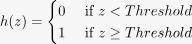 h(z) = { 0 if z < Threshold
1 if z ≥ Threshold